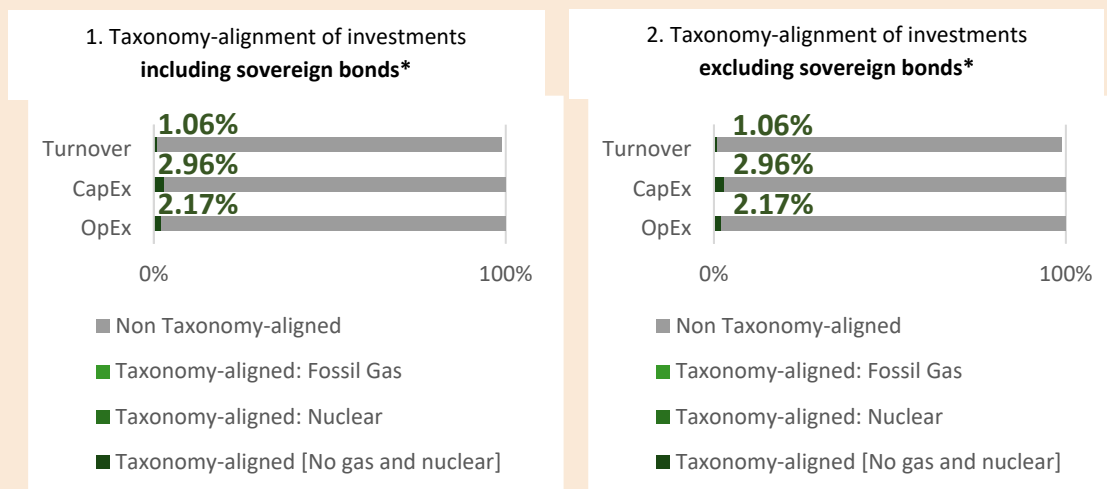 1. Taxonomy-alignment of investments
including sovereign bonds*
1.06%
Turnover
2.96%
CapEx
2.17%
OpEx
0% 100%
Non Taxonomy-aligned
Taxonomy-aligned: Fossil Gas
Taxonomy-aligned: Nuclear
Taxonomy-aligned [No gas and nuclear]
2. Taxonomy-alignment of investments
excluding sovereign bonds*
1.06%
Turnover
2.96%
CapEx
2.17%
OpEx
0% 100%
Non Taxonomy-aligned
Taxonomy-aligned: Fossil Gas
Taxonomy-aligned: Nuclear
Taxonomy-aligned [No gas and nuclear]